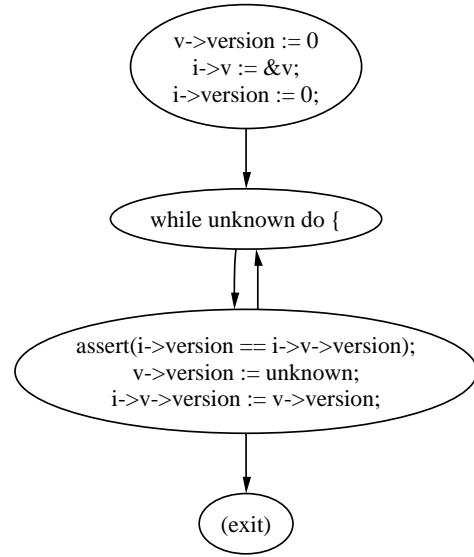 v->version := 0
i->v := &v;
i->version := 0;
while unknown do {
assert(i->version == i->v->version);
v->version := unknown;
i->v->version := v->version;
(exit)